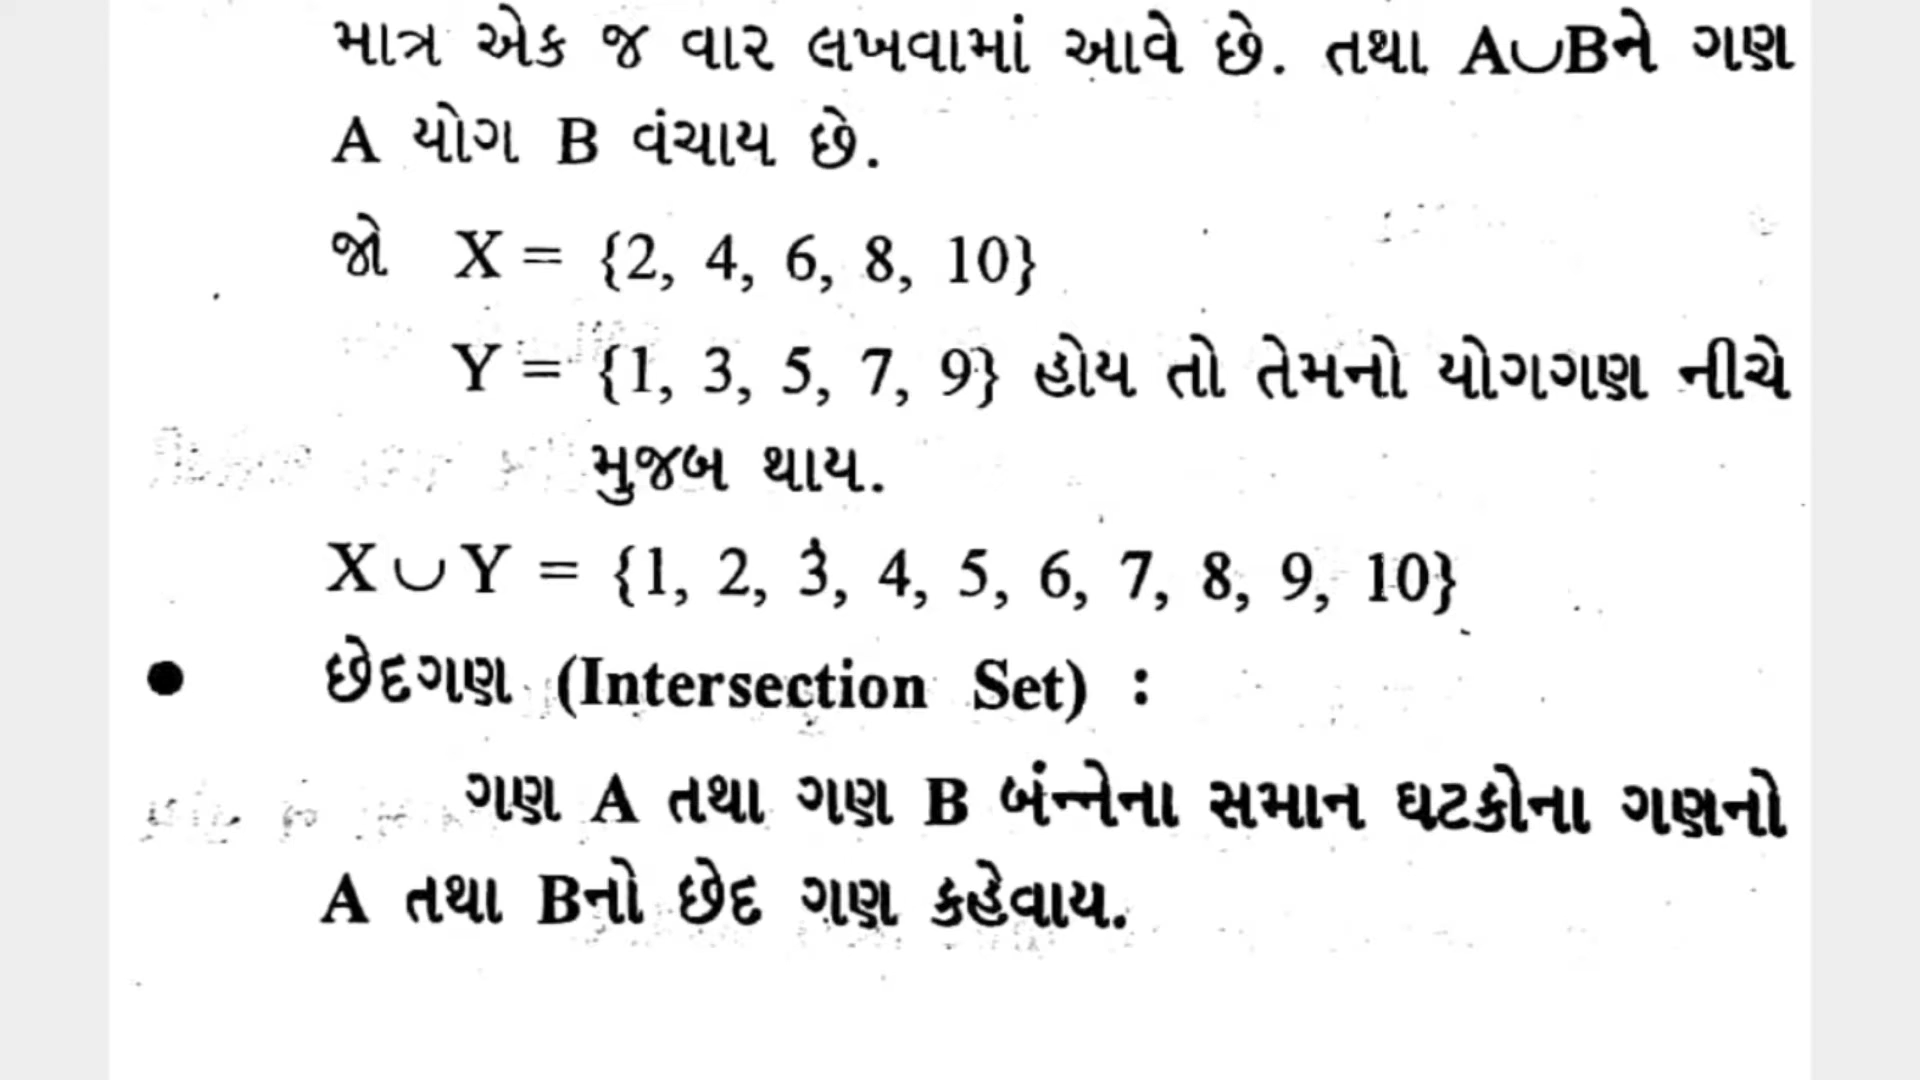 માત્ર એક જ વાર લખવામાં આવે છે. તથા A∪Bને ગણ
A યોગ B વંચાય છે.
જો X = {2, 4, 6, 8, 10}
Y = {1, 3, 5, 7, 9} હોય તો તેમનો યોગગણ નીચે
મુજબ થાય.
X ∪ Y = {1, 2, 3, 4, 5, 6, 7, 8, 9, 10}
● છેદગણ (Intersection Set) :
ગણ A તથા ગણ B બંન્નેના સમાન ઘટકોના ગણનો
A તથા Bનો છેદ ગણ કહેવાય.